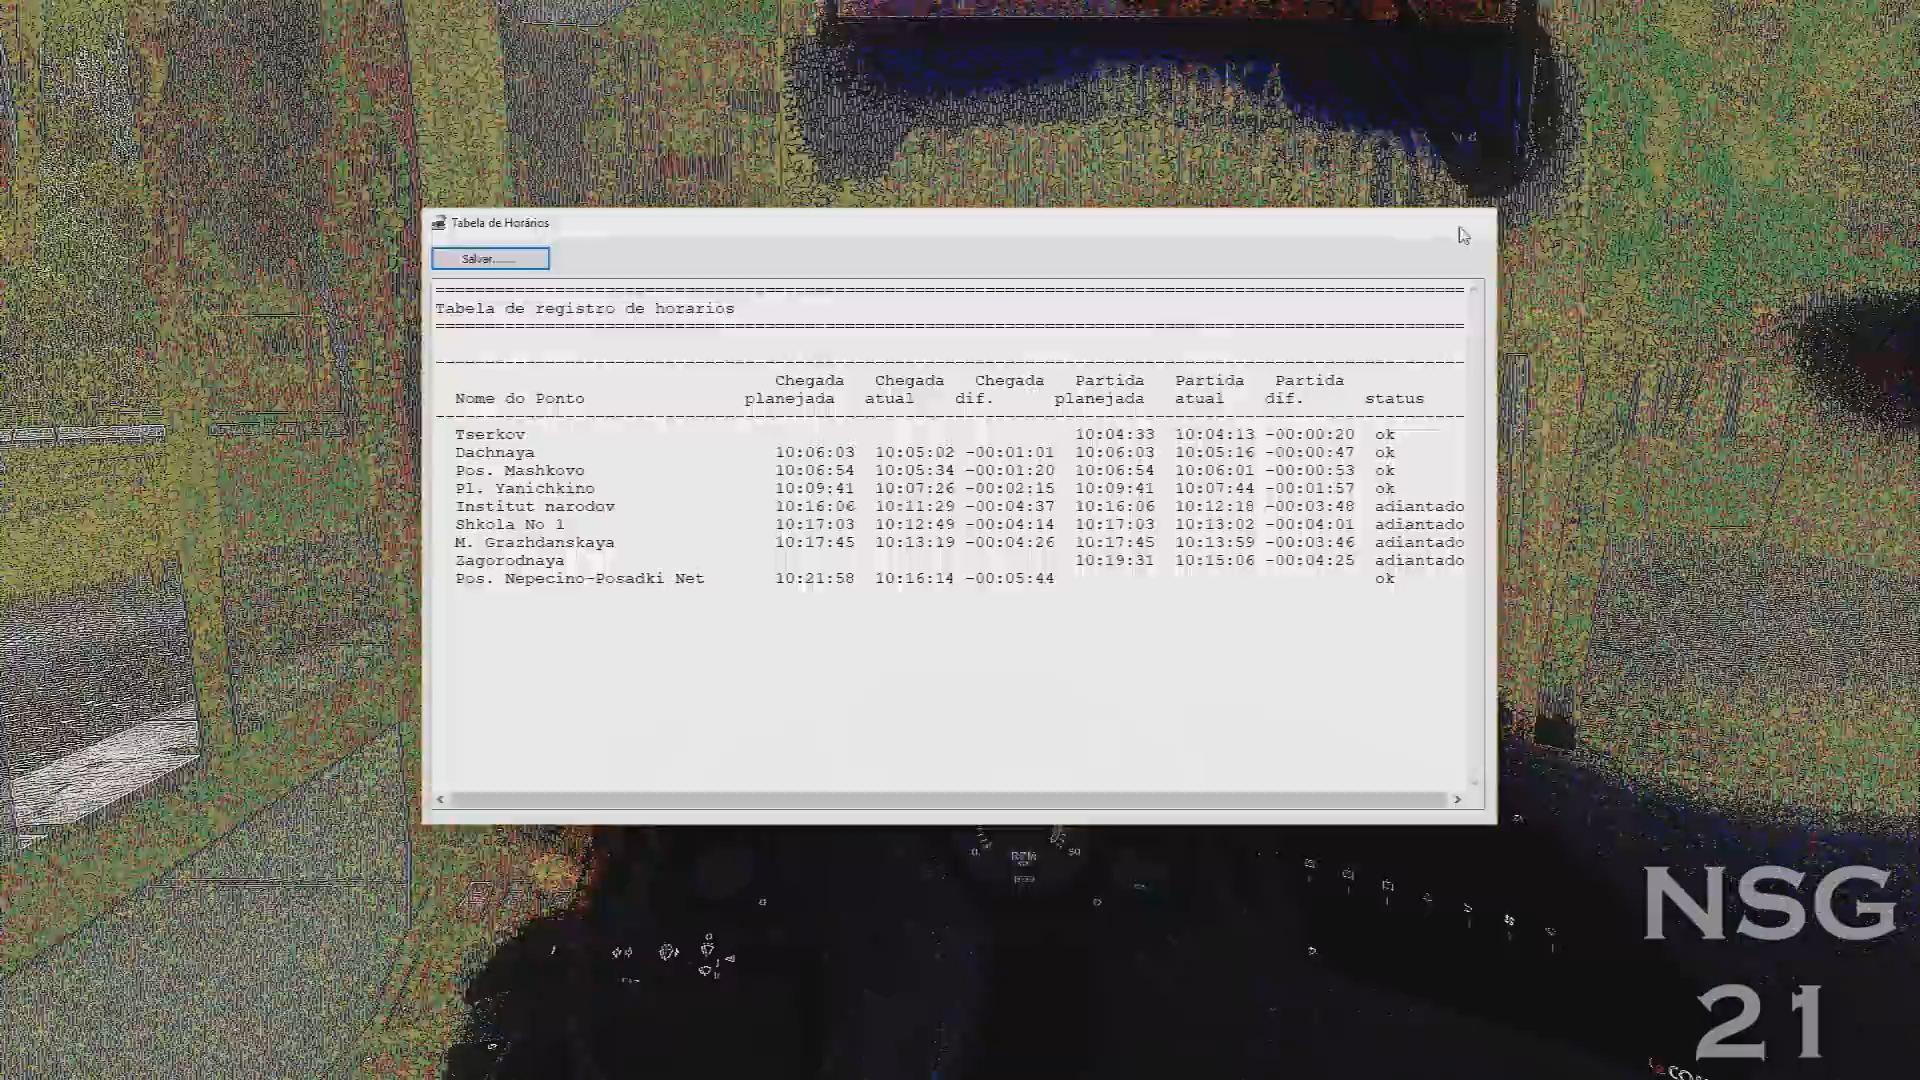 Tabela de Horários
Salvar......
Tabela de registro de horarios
Chegada Chegada Chegada Partida Partida Partida
Nome do Ponto planejada atual dif. planejada atual dif. status
Tserkov 10:04:33 10:04:13 -00:00:20 ok
Dachnaya 10:06:03 10:05:02 -00:01:01 10:06:03 10:05:16 -00:00:47 ok
Pos. Mashkovo 10:06:54 10:05:34 -00:01:20 10:06:54 10:06:01 -00:00:53 ok
Pl. Yanichkino 10:09:41 10:07:26 -00:02:15 10:09:41 10:07:44 -00:01:57 ok
Institut narodov 10:16:06 10:11:29 -00:04:37 10:16:06 10:12:18 -00:03:48 adiantado
Shkola No 1 10:17:03 10:12:49 -00:04:14 10:17:03 10:13:02 -00:04:01 adiantado
M. Grazhdanskaya 10:17:45 10:13:19 -00:04:26 10:17:45 10:13:59 -00:03:46 adiantado
Zagorodnaya 10:19:31 10:15:06 -00:04:25 adiantado
Pos. Nepecino-Posadki Net 10:21:58 10:16:14 -00:05:44 ok
RPM
NSG
21